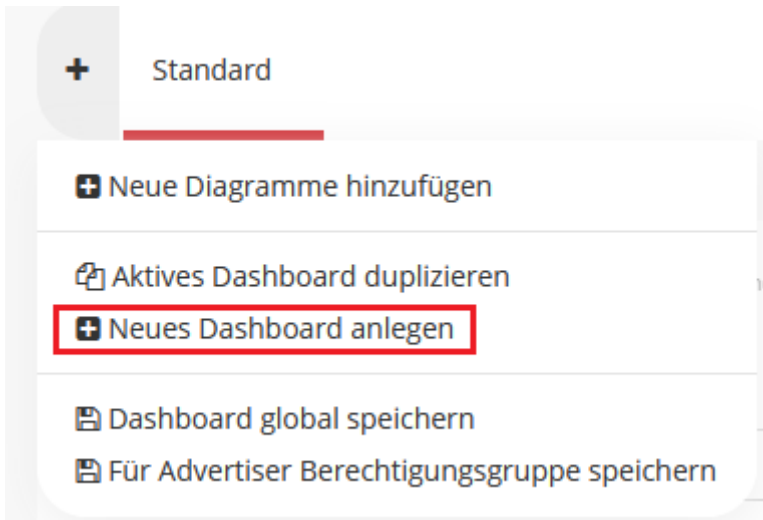 Standard
Neue Diagramme hinzufügen
Aktives Dashboard duplizieren
Neues Dashboard anlegen
Dashboard global speichern
Für Advertiser Berechtigungsgruppe speichern